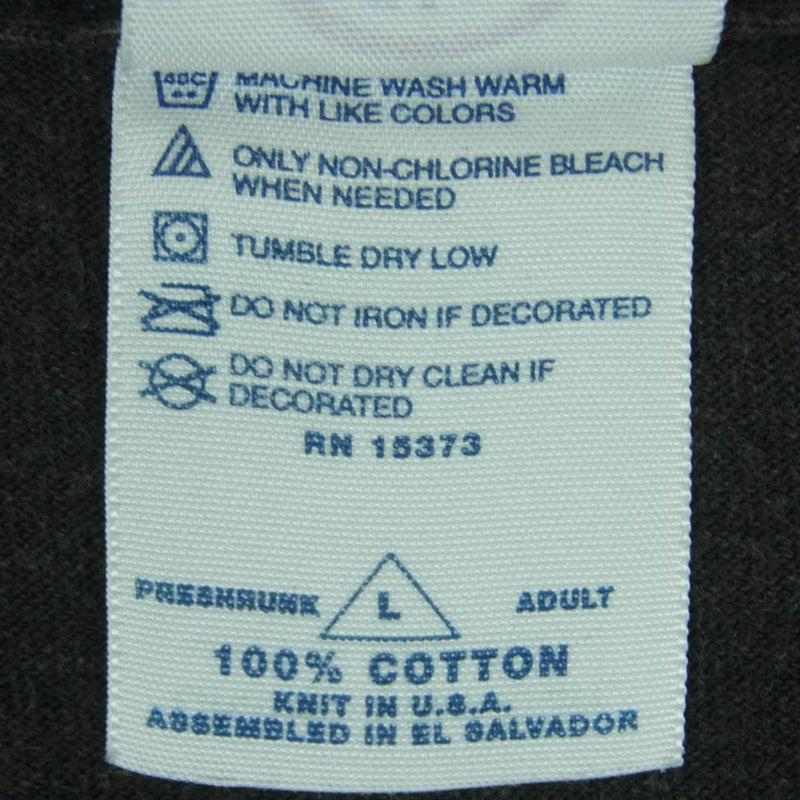 40C
MACHINE WASH WARM
WITH LIKE COLORS
ONLY NON-CHLORINE BLEACH
WHEN NEEDED
TUMBLE DRY LOW
DO NOT IRON IF DECORATED
DO NOT DRY CLEAN IF
DECORATED
RN 15373
PRESHRUNK L ADULT
100% COTTON
KNIT IN U.S.A.
ASSEMBLED IN EL SALVADOR